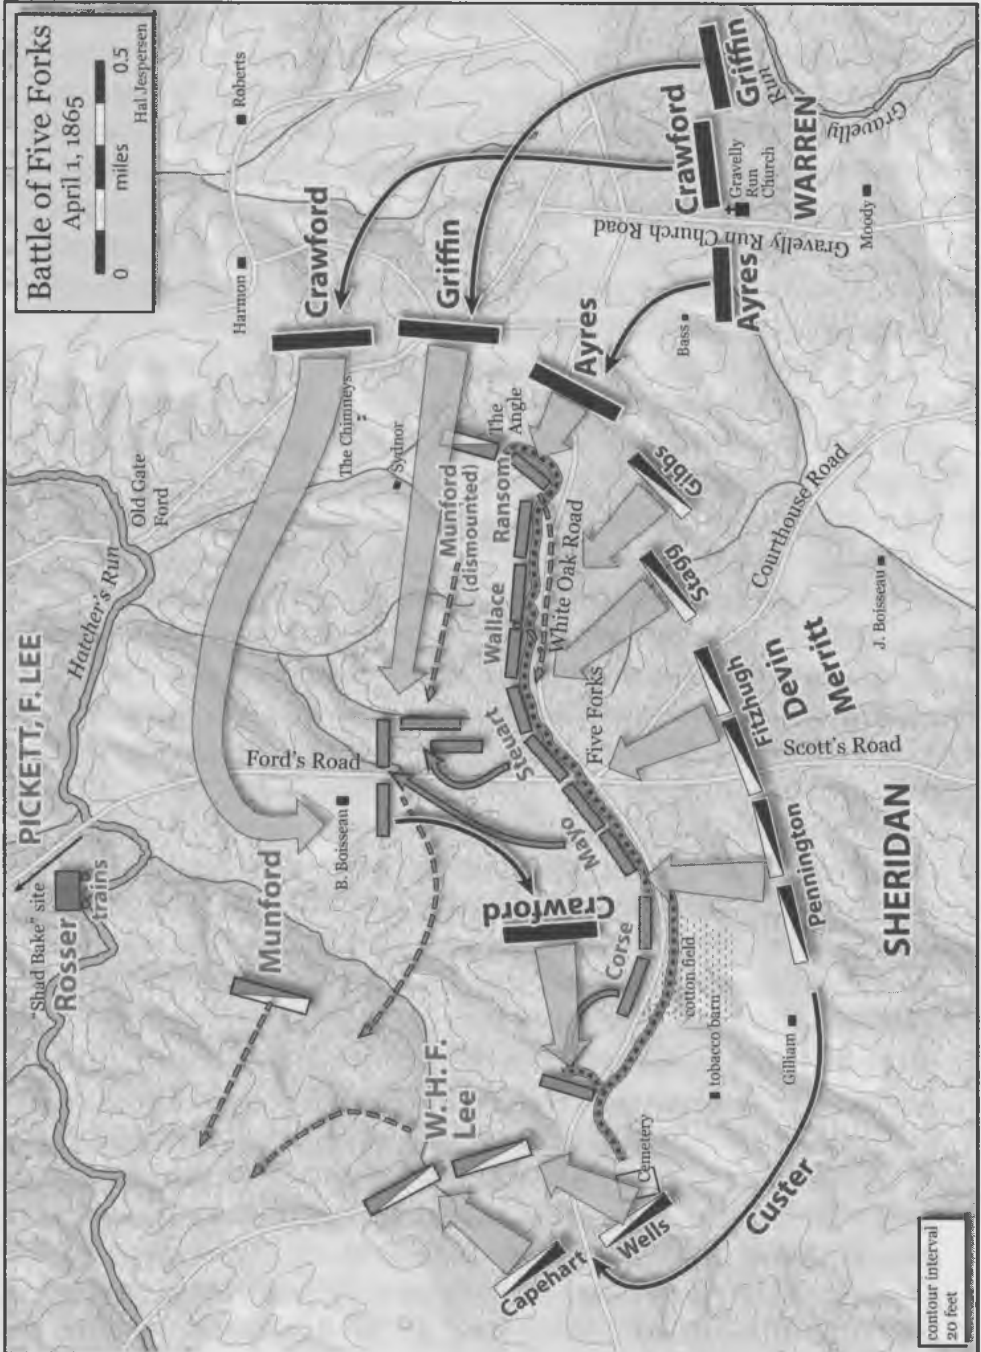 Battle of Five Forks
April 1, 1865
0
miles
0.5
Hal Jespersen
PICKETT, F. LEE
"Shad Bake" site
Rosser
trains
Hatcher's Run
Old Gate
Ford
Harmon
Roberts
Crawford
Griffin
The Chimneys
Sydnor
Munford
(dismounted)
The
Angle
Ayres
Ransom
Wallace
White Oak Road
Ford's Road
B. Boisseau
Munford
Steuart
Mayo
Five Forks
Crawford
Corse
cotton field
tobacco barn
W. H. F.
Lee
Cemetery
Wells
Capehart
Custer
Gilliam
Pennington
Fitzhugh
Devin
Merritt
Scott's Road
SHERIDAN
Stagg
Gibbs
Courthouse Road
J. Boisseau
Bass
Ayres
Gravelly Run Church Road
Moody
Crawford
Gravelly
Run
Church
WARREN
Griffin
Gravelly
Run
contour interval
20 feet